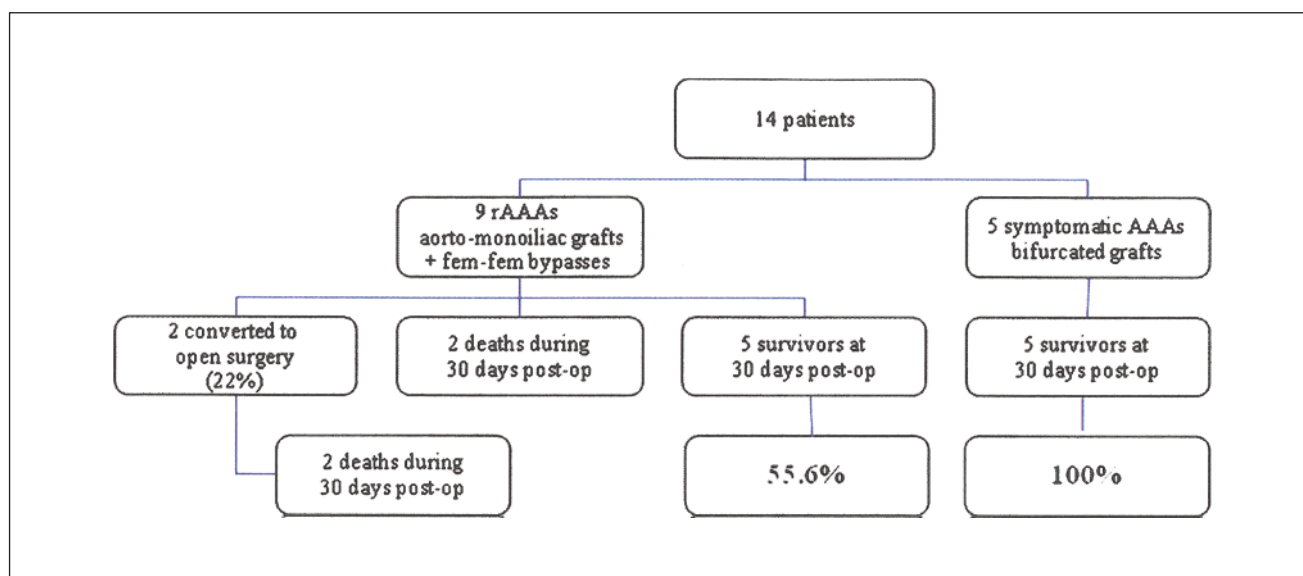 14 patients
9 rAAAs
aorto-monoiliac grafts
+ fem-fem bypasses
5 symptomatic AAAs
bifurcated grafts
2 converted to
open surgery
(22%)
2 deaths during
30 days post-op
5 survivors at
30 days post-op
5 survivors at
30 days post-op
2 deaths during
30 days post-op
55.6%
100%